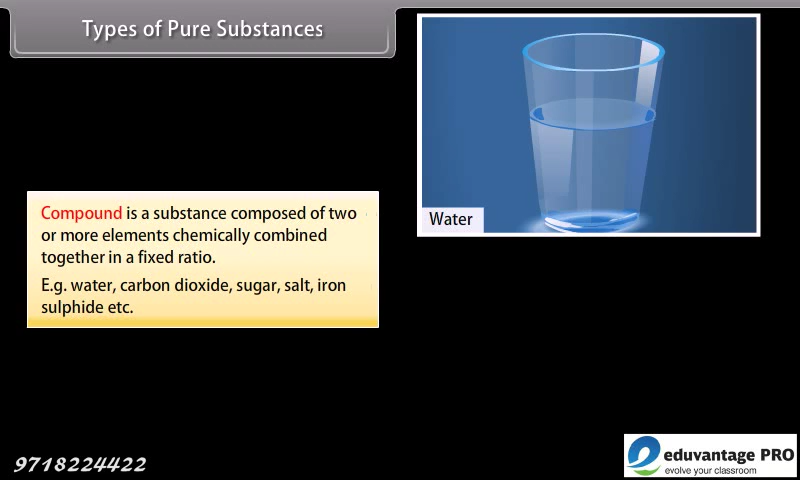 Types of Pure Substances
Water
Compound is a substance composed of two
or more elements chemically combined
together in a fixed ratio.
E.g. water, carbon dioxide, sugar, salt, iron
sulphide etc.
9718224422
eduvantage PRO
evolve your classroom